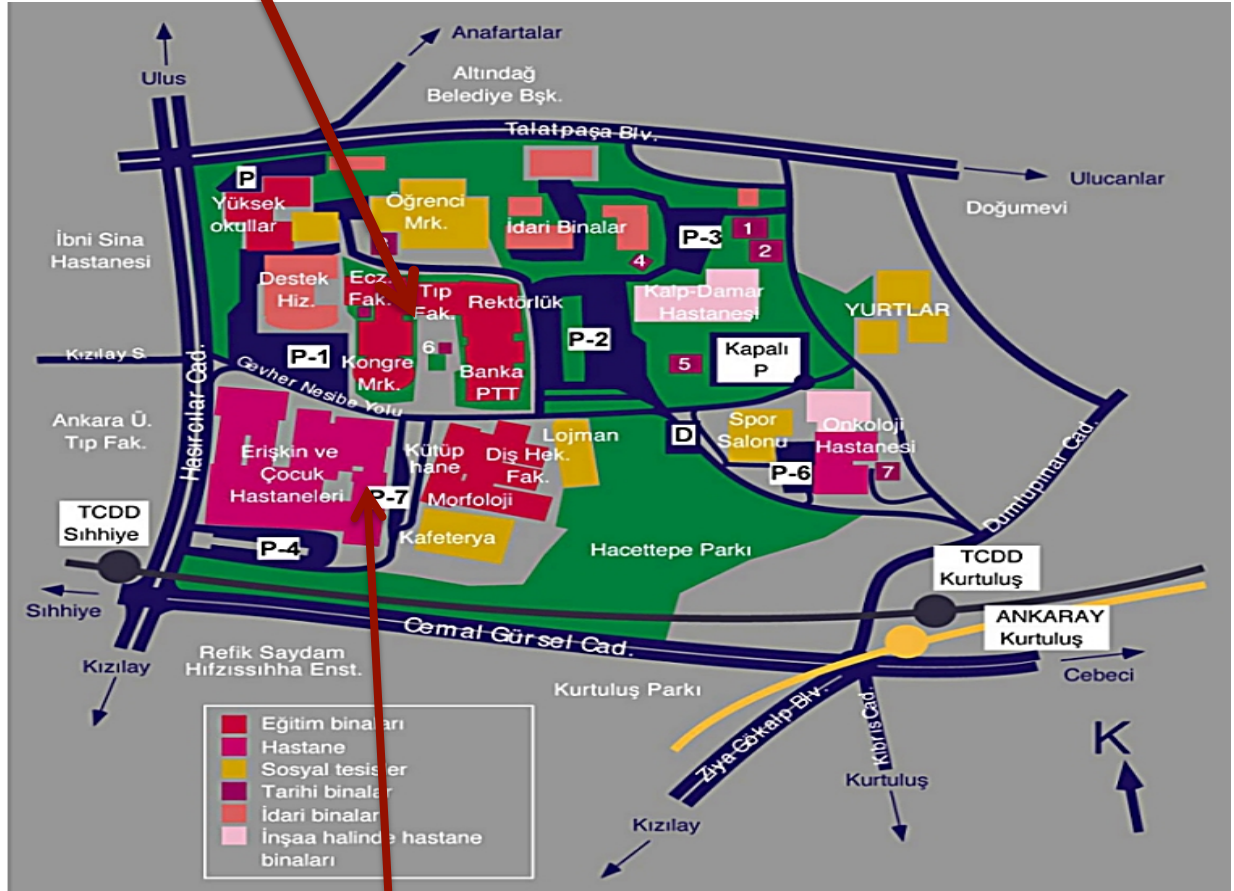 Anafartalar
Ulus
Altındağ
Belediye Bşk.
Talatpaşa Blv.
Ulucanlar
Doğumevi
P
Yüksek
okullar
Öğrenci
Mrk.
İdari Binalar
P-3
1
2
4
İbni Sina
Hastanesi
Destek
Hiz.
Ecz.
Fak.
Tıp
Fak.
Rektörlük
Kalp-Damar
Hastanesi
YURTLAR
Kızılay S.
P-1
Kongre
Mrk.
6
Banka
PTT
P-2
5
Kapalı
P
Gevher Nesibe Yolu
Hasırcılar Cad.
Ankara Ü.
Tıp Fak.
Erişkin ve
Çocuk
Hastaneleri
Kütüp
hane
Diş Hek.
Fak.
Morfoloji
Lojman
D
Spor
Salonu
Onkoloji
Hastanesi
P-6
7
Dumlupınar Cad.
P-7
P-4
Kafeterya
Hacettepe Parkı
TCDD
Sıhhiye
TCDD
Kurtuluş
ANKARAY
Kurtuluş
Sıhhiye
Cemal Gürsel Cad.
Kızılay
Refik Saydam
Hıfzıssıhha Enst.
Kurtuluş Parkı
Cebeci
Ziya Gökalp Blv.
Kıbrıs Cad.
Kurtuluş
Kızılay
K
Eğitim binaları
Hastane
Sosyal tesisler
Tarihi binalar
İdari binalar
İnşaa halinde hastane
binaları